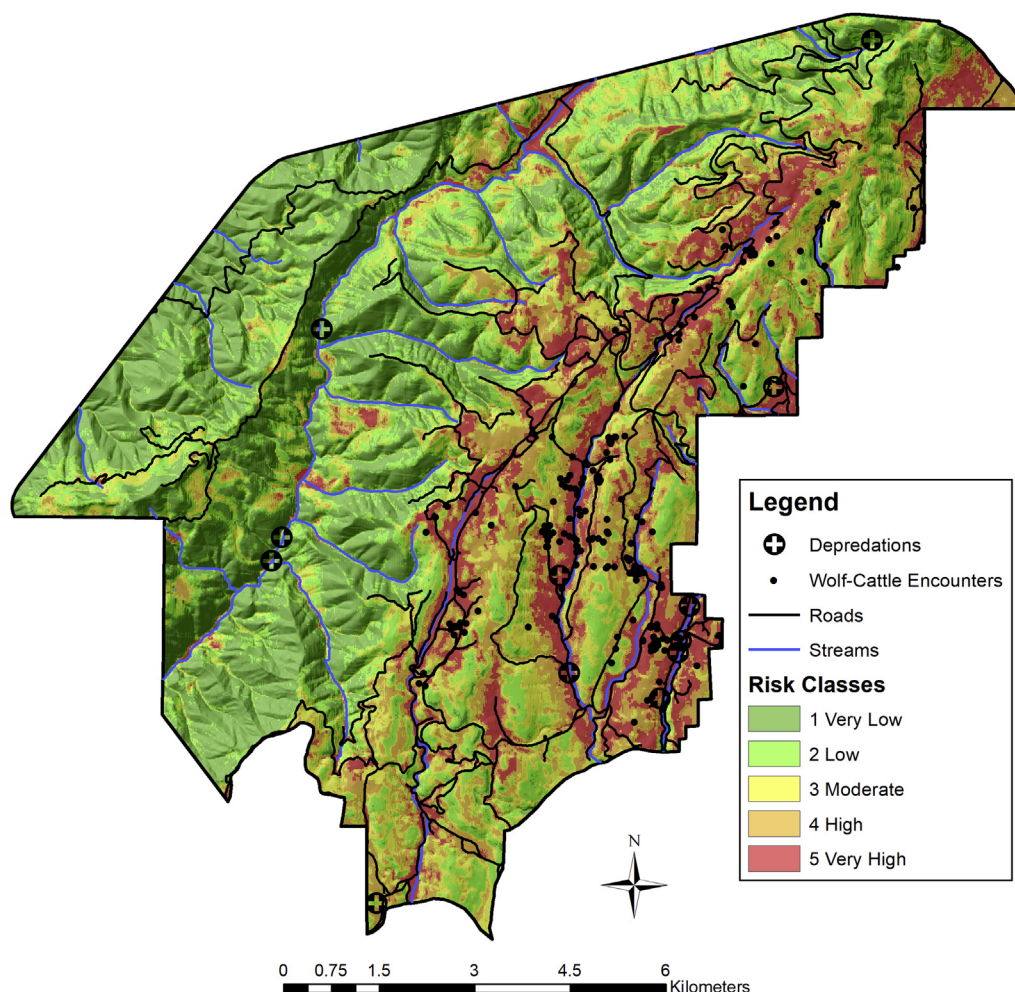 Legend
Depredations
Wolf-Cattle Encounters
Roads
Streams
Risk Classes
1 Very Low
2 Low
3 Moderate
4 High
5 Very High
N
0 0.75 1.5 3 4.5 6
Kilometers